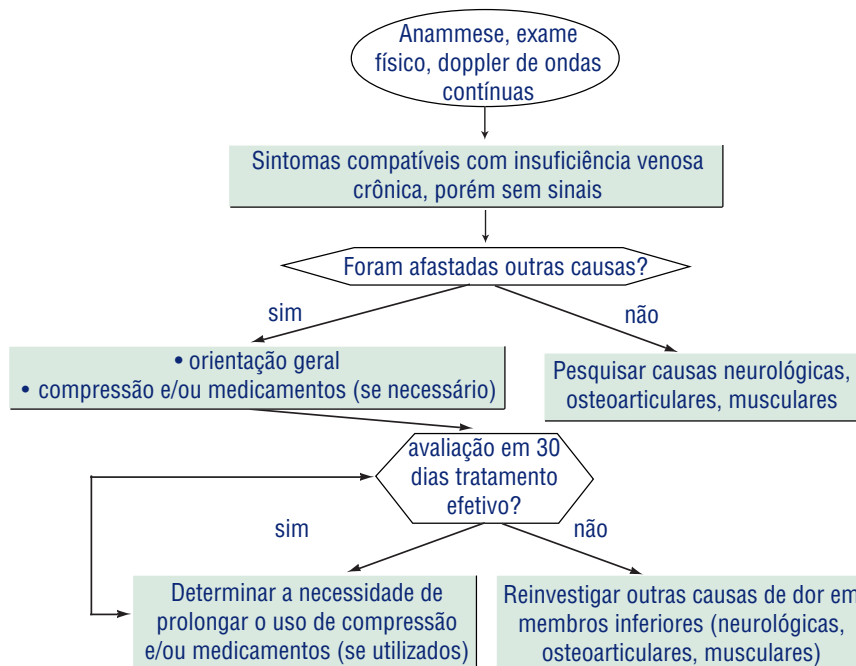 Anammese, exame
físico, doppler de ondas
contínuas
Sintomas compatíveis com insuficiência venosa
crônica, porém sem sinais
Foram afastadas outras causas?
sim
não
• orientação geral
• compressão e/ou medicamentos (se necessário)
Pesquisar causas neurológicas,
osteoarticulares, musculares
avaliação em 30
dias tratamento
efetivo?
sim
não
Determinar a necessidade de
prolongar o uso de compressão
e/ou medicamentos (se utilizados)
Reinvestigar outras causas de dor em
membros inferiores (neurológicas,
osteoarticulares, musculares)